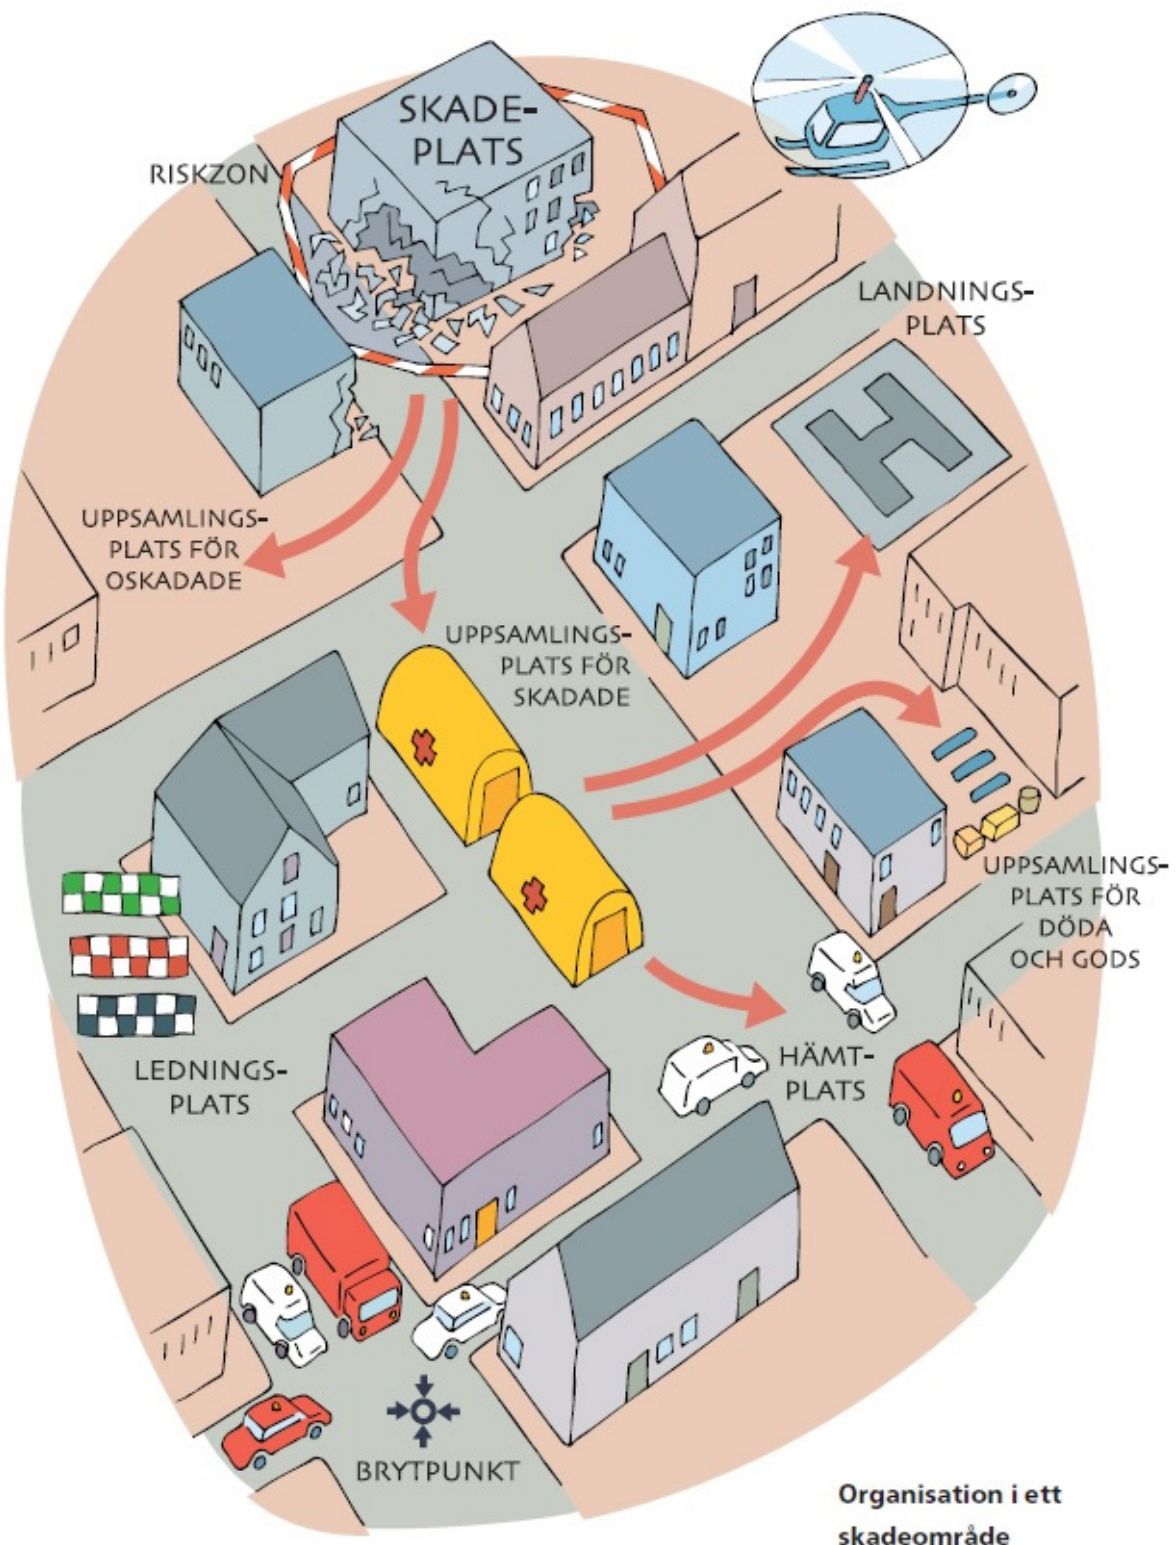 SKADE-
PLATS
RISKZON
LANDNINGS-
PLATS
H
UPPSAMLINGS-
PLATS FÖR
OSKADADE
UPPSAMLINGS-
PLATS FÖR
SKADADE
UPPSAMLINGS-
PLATS FÖR
DÖDA
OCH GODS
LEDNINGS-
PLATS
HÄMT-
PLATS
BRYTPUNKT
Organisation i ett
skadeområde